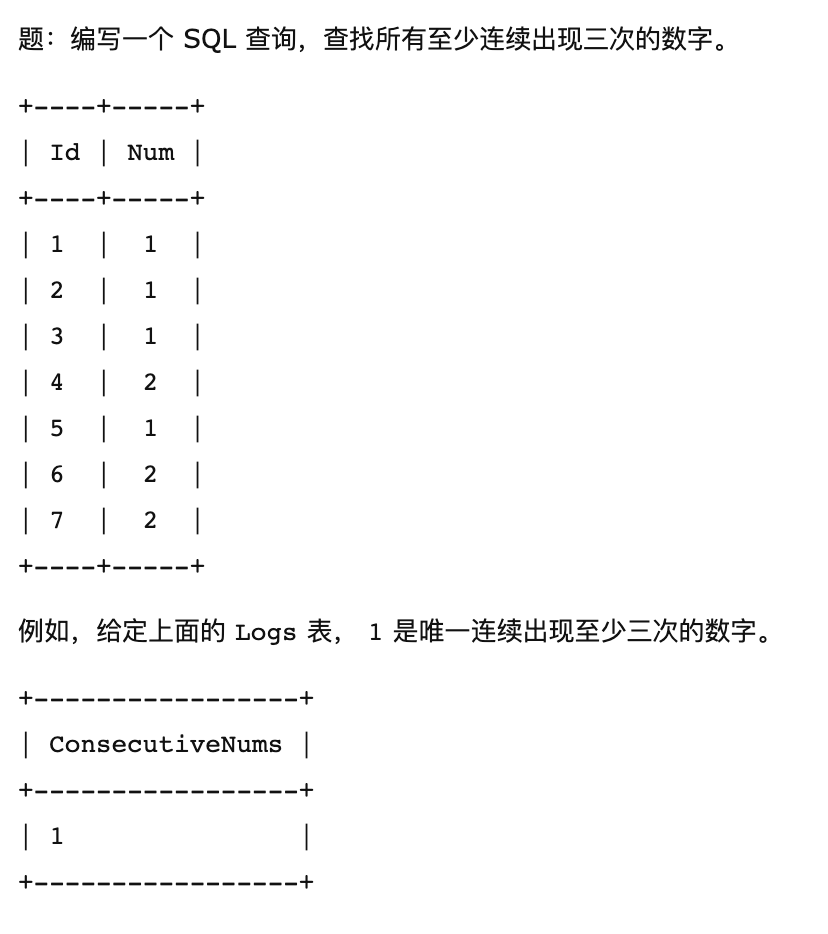 题：编写一个 SQL 查询，查找所有至少连续出现三次的数字。
+----+-----+
| Id | Num |
+----+-----+
| 1  |  1  |
| 2  |  1  |
| 3  |  1  |
| 4  |  2  |
| 5  |  1  |
| 6  |  2  |
| 7  |  2  |
+----+-----+
例如，给定上面的 Logs 表， 1 是唯一连续出现至少三次的数字。
+-----------------+
| ConsecutiveNums |
+-----------------+
| 1               |
+-----------------+